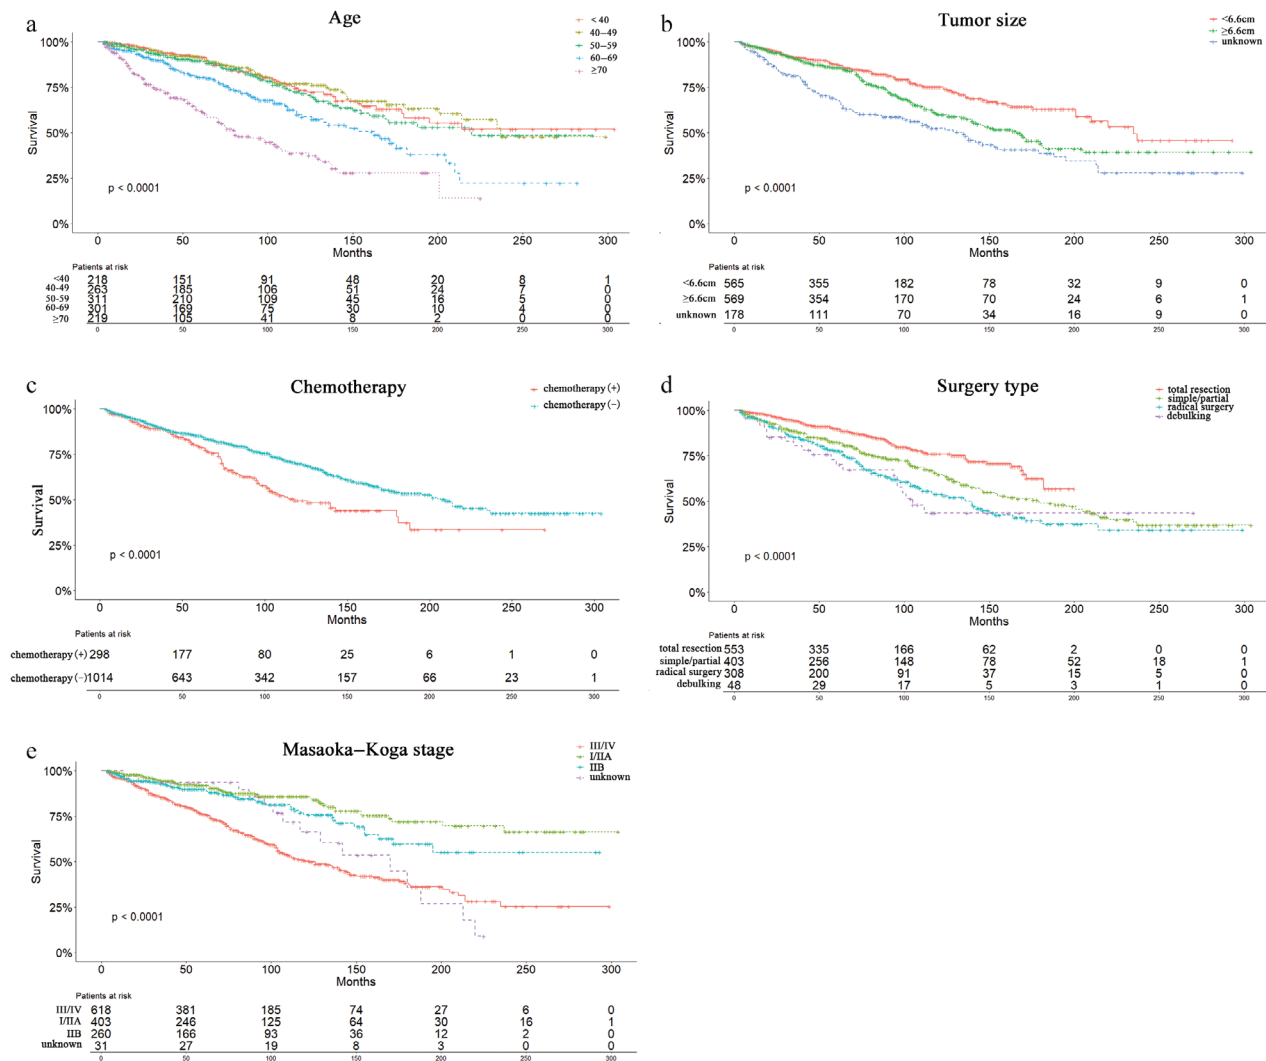 a
Age
< 40
40–49
50–59
60–69
≥70
100%
75%
50%
25%
0%
Survival
p < 0.0001
0 50 100 150 200 250 300
Months
Patients at risk
<40 218 151 91 48 20 8 1
40-49 263 185 106 51 24 7 0
50-59 311 210 109 45 16 5 0
60-69 301 169 75 30 10 4 0
≥70 219 105 41 8 2 0 0
0 50 100 150 200 250 300
b
Tumor size
<6.6cm
≥6.6cm
unknown
100%
75%
50%
25%
0%
Survival
p < 0.0001
0 50 100 150 200 250 300
Months
Patients at risk
<6.6cm 565 355 182 78 32 9 0
≥6.6cm 569 354 170 70 24 6 1
unknown 178 111 70 34 16 9 0
0 50 100 150 200 250 300
c
Chemotherapy
chemotherapy(+)
chemotherapy(−)
100%
75%
50%
25%
0%
Survival
p < 0.0001
0 50 100 150 200 250 300
Months
Patients at risk
chemotherapy(+) 298 177 80 25 6 1 0
chemotherapy(−) 1014 643 342 157 66 23 1
0 50 100 150 200 250 300
d
Surgery type
total resection
simple/partial
radical surgery
debulking
100%
75%
50%
25%
0%
Survival
p < 0.0001
0 50 100 150 200 250 300
Months
Patients at risk
total resection 553 335 166 62 2 0 0
simple/partial 403 256 148 78 52 18 1
radical surgery 308 200 91 37 15 5 0
debulking 48 29 17 5 3 1 0
0 50 100 150 200 250 300
e
Masaoka–Koga stage
III/IV
I/IIA
IIB
unknown
100%
75%
50%
25%
0%
Survival
p < 0.0001
0 50 100 150 200 250 300
Months
Patients at risk
III/IV 618 381 185 74 27 6 0
I/IIA 403 246 125 64 30 16 1
IIB 260 166 93 36 12 2 0
unknown 31 27 19 8 3 0 0
0 50 100 150 200 250 300